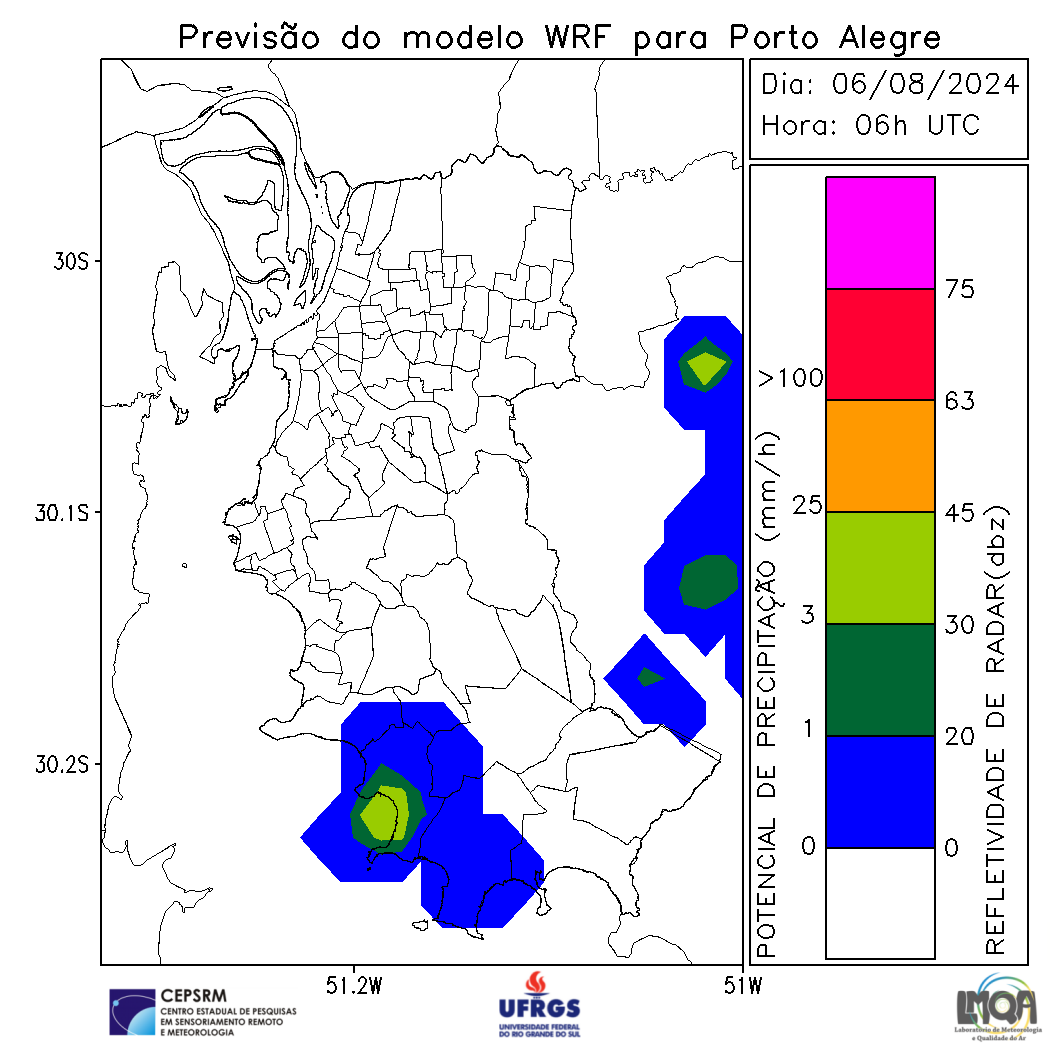 Previsão do modelo WRF para Porto Alegre
Dia: 06/08/2024
Hora: 06h UTC
30S
30.1S
30.2S
51.2W
51W
POTENCIAL DE PRECIPITAÇÃO (mm/h)
>100
25
3
1
0
75
63
45
30
20
0
REFLETIVIDADE DE RADAR(dbz)
CEPSRM
CENTRO ESTADUAL DE PESQUISAS
EM SENSORIAMENTO REMOTO
E METEOROLOGIA
UFRGS
UNIVERSIDADE FEDERAL
DO RIO GRANDE DO SUL
LMQA
Laboratório de Meteorologia
e Qualidade do Ar